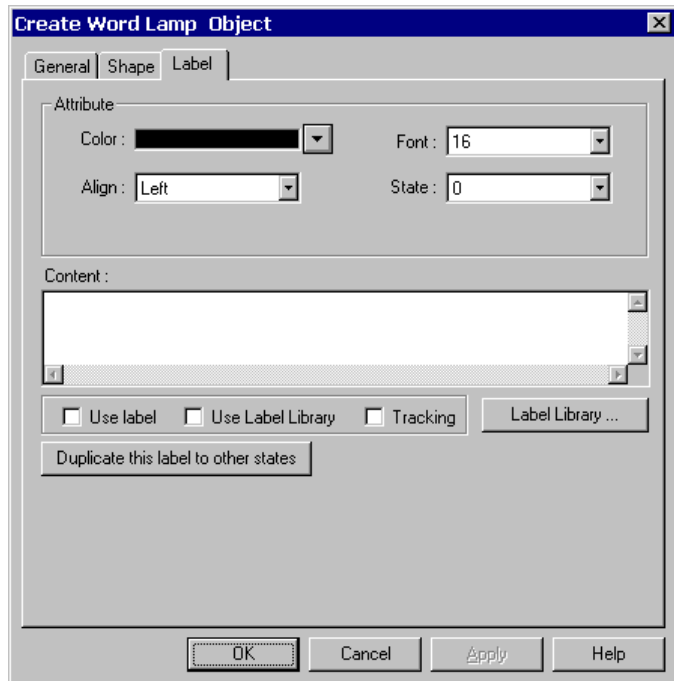 Create Word Lamp Object
General Shape Label
Attribute
Color : Font : 16
Align : Left State : 0
Content :
Use label Use Label Library Tracking Label Library ...
Duplicate this label to other states
OK Cancel Apply Help